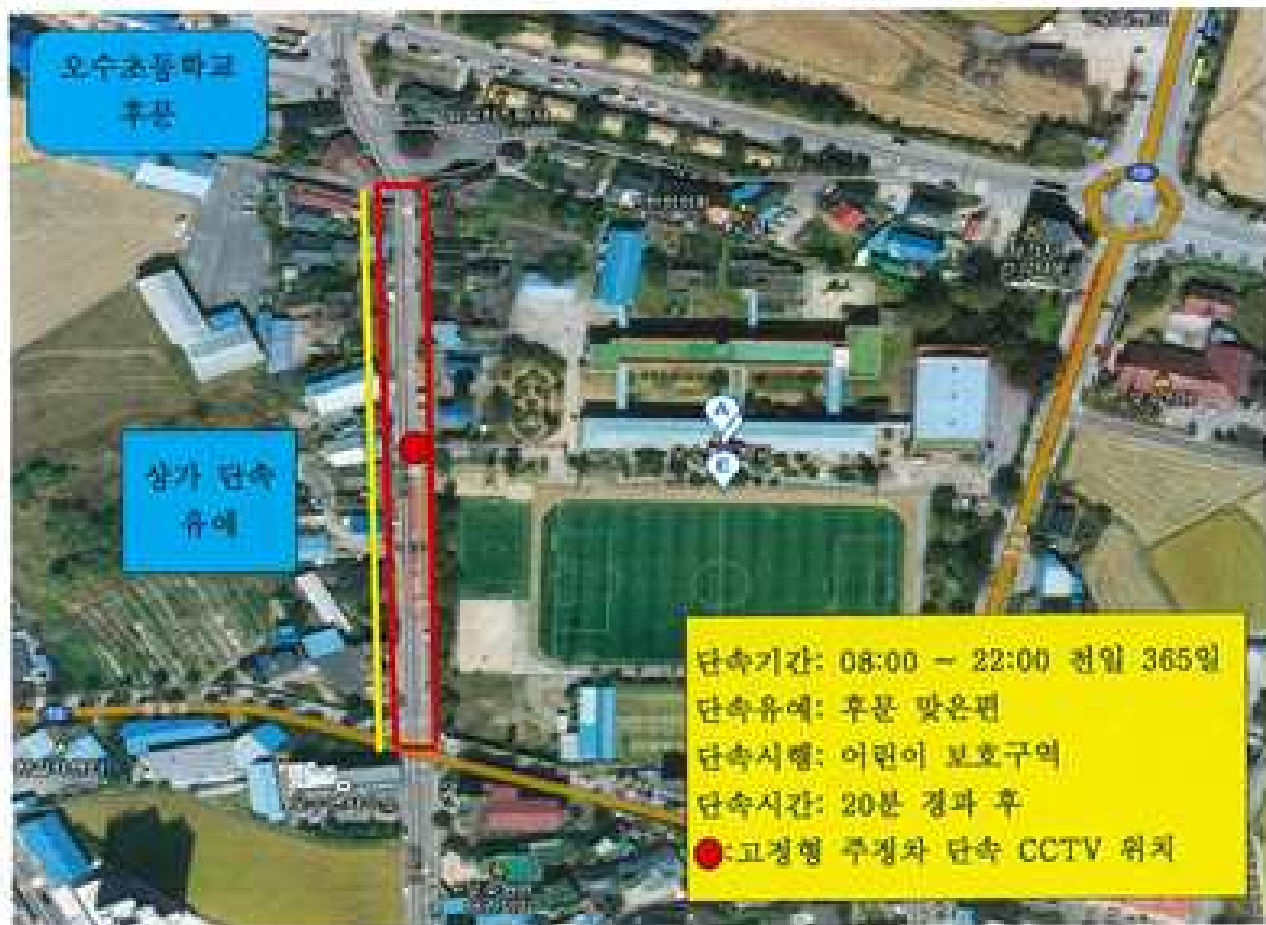 오수초등학교
후문
상가 단속
유예
단속기간: 08:00 ~ 22:00 전일 365일
단속유예: 후문 맞은편
단속시행: 어린이 보호구역
단속시간: 20분 경과 후
:고정형 주정차 단속 CCTV 위치